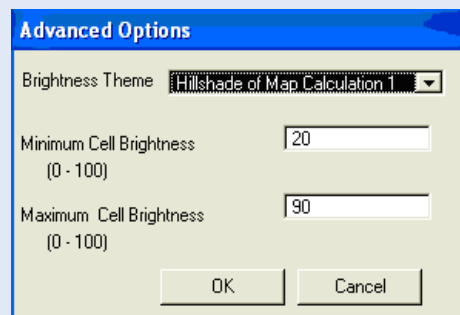 Advanced Options
Brightness Theme Hillshade of Map Calculation 1
Minimum Cell Brightness 20
(0 - 100)
Maximum Cell Brightness 90
(0 - 100)
OK Cancel